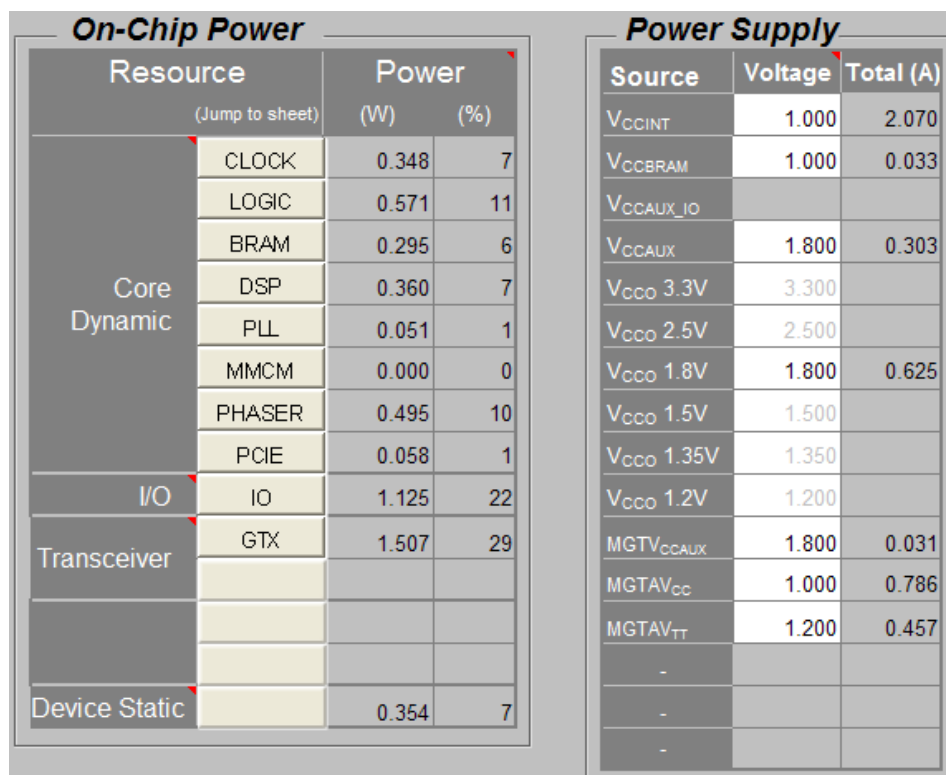 On-Chip Power
Resource Power
(Jump to sheet) (W) (%)
Core Dynamic
CLOCK 0.348 7
LOGIC 0.571 11
BRAM 0.295 6
DSP 0.360 7
PLL 0.051 1
MMCM 0.000 0
PHASER 0.495 10
PCIE 0.058 1
I/O IO 1.125 22
Transceiver GTX 1.507 29
Device Static 0.354 7
Power Supply
Source Voltage Total (A)
VCCINT 1.000 2.070
VCCBRAM 1.000 0.033
VCCAUX_IO
VCCAUX 1.800 0.303
VCCO 3.3V 3.300
VCCO 2.5V 2.500
VCCO 1.8V 1.800 0.625
VCCO 1.5V 1.500
VCCO 1.35V 1.350
VCCO 1.2V 1.200
MGTVCCAUX 1.800 0.031
MGTAVCC 1.000 0.786
MGTAVTT 1.200 0.457
-
-
-